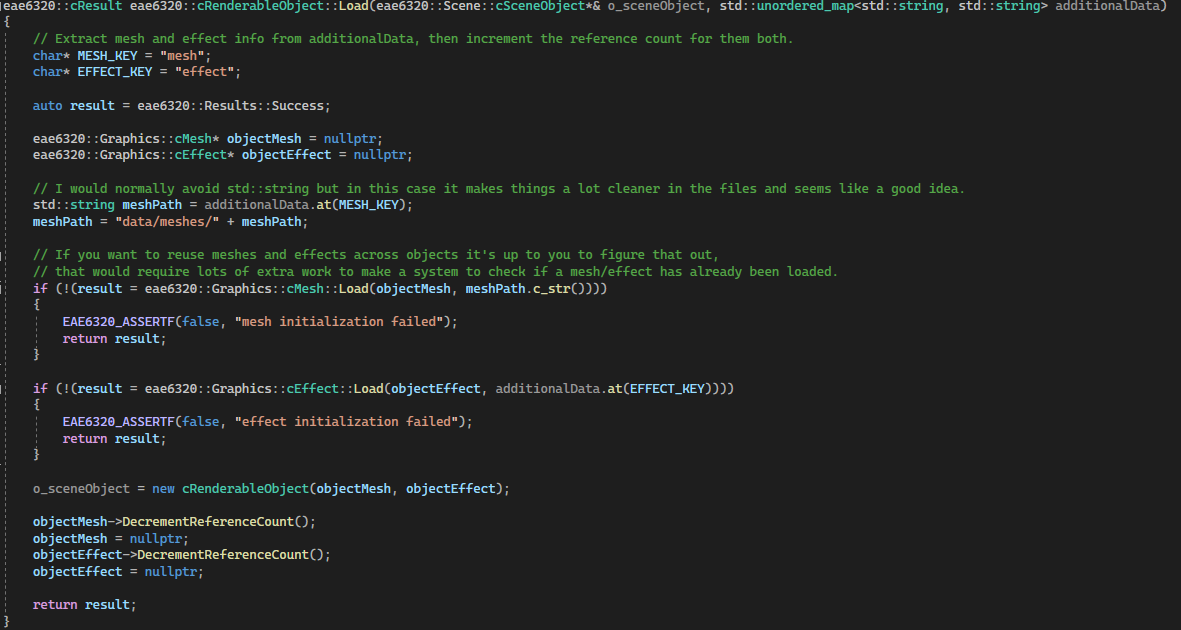 eae6320::cResult eae6320::cRenderableObject::Load(eae6320::Scene::cSceneObject*& o_sceneObject, std::unordered_map<std::string, std::string> additionalData)
{
// Extract mesh and effect info from additionalData, then increment the reference count for them both.
char* MESH_KEY = "mesh";
char* EFFECT_KEY = "effect";
auto result = eae6320::Results::Success;
eae6320::Graphics::cMesh* objectMesh = nullptr;
eae6320::Graphics::cEffect* objectEffect = nullptr;
// I would normally avoid std::string but in this case it makes things a lot cleaner in the files and seems like a good idea.
std::string meshPath = additionalData.at(MESH_KEY);
meshPath = "data/meshes/" + meshPath;
// If you want to reuse meshes and effects across objects it's up to you to figure that out,
// that would require lots of extra work to make a system to check if a mesh/effect has already been loaded.
if (!(result = eae6320::Graphics::cMesh::Load(objectMesh, meshPath.c_str())))
{
EAE6320_ASSERTF(false, "mesh initialization failed");
return result;
}
if (!(result = eae6320::Graphics::cEffect::Load(objectEffect, additionalData.at(EFFECT_KEY))))
{
EAE6320_ASSERTF(false, "effect initialization failed");
return result;
}
o_sceneObject = new cRenderableObject(objectMesh, objectEffect);
objectMesh->DecrementReferenceCount();
objectMesh = nullptr;
objectEffect->DecrementReferenceCount();
objectEffect = nullptr;
return result;
}